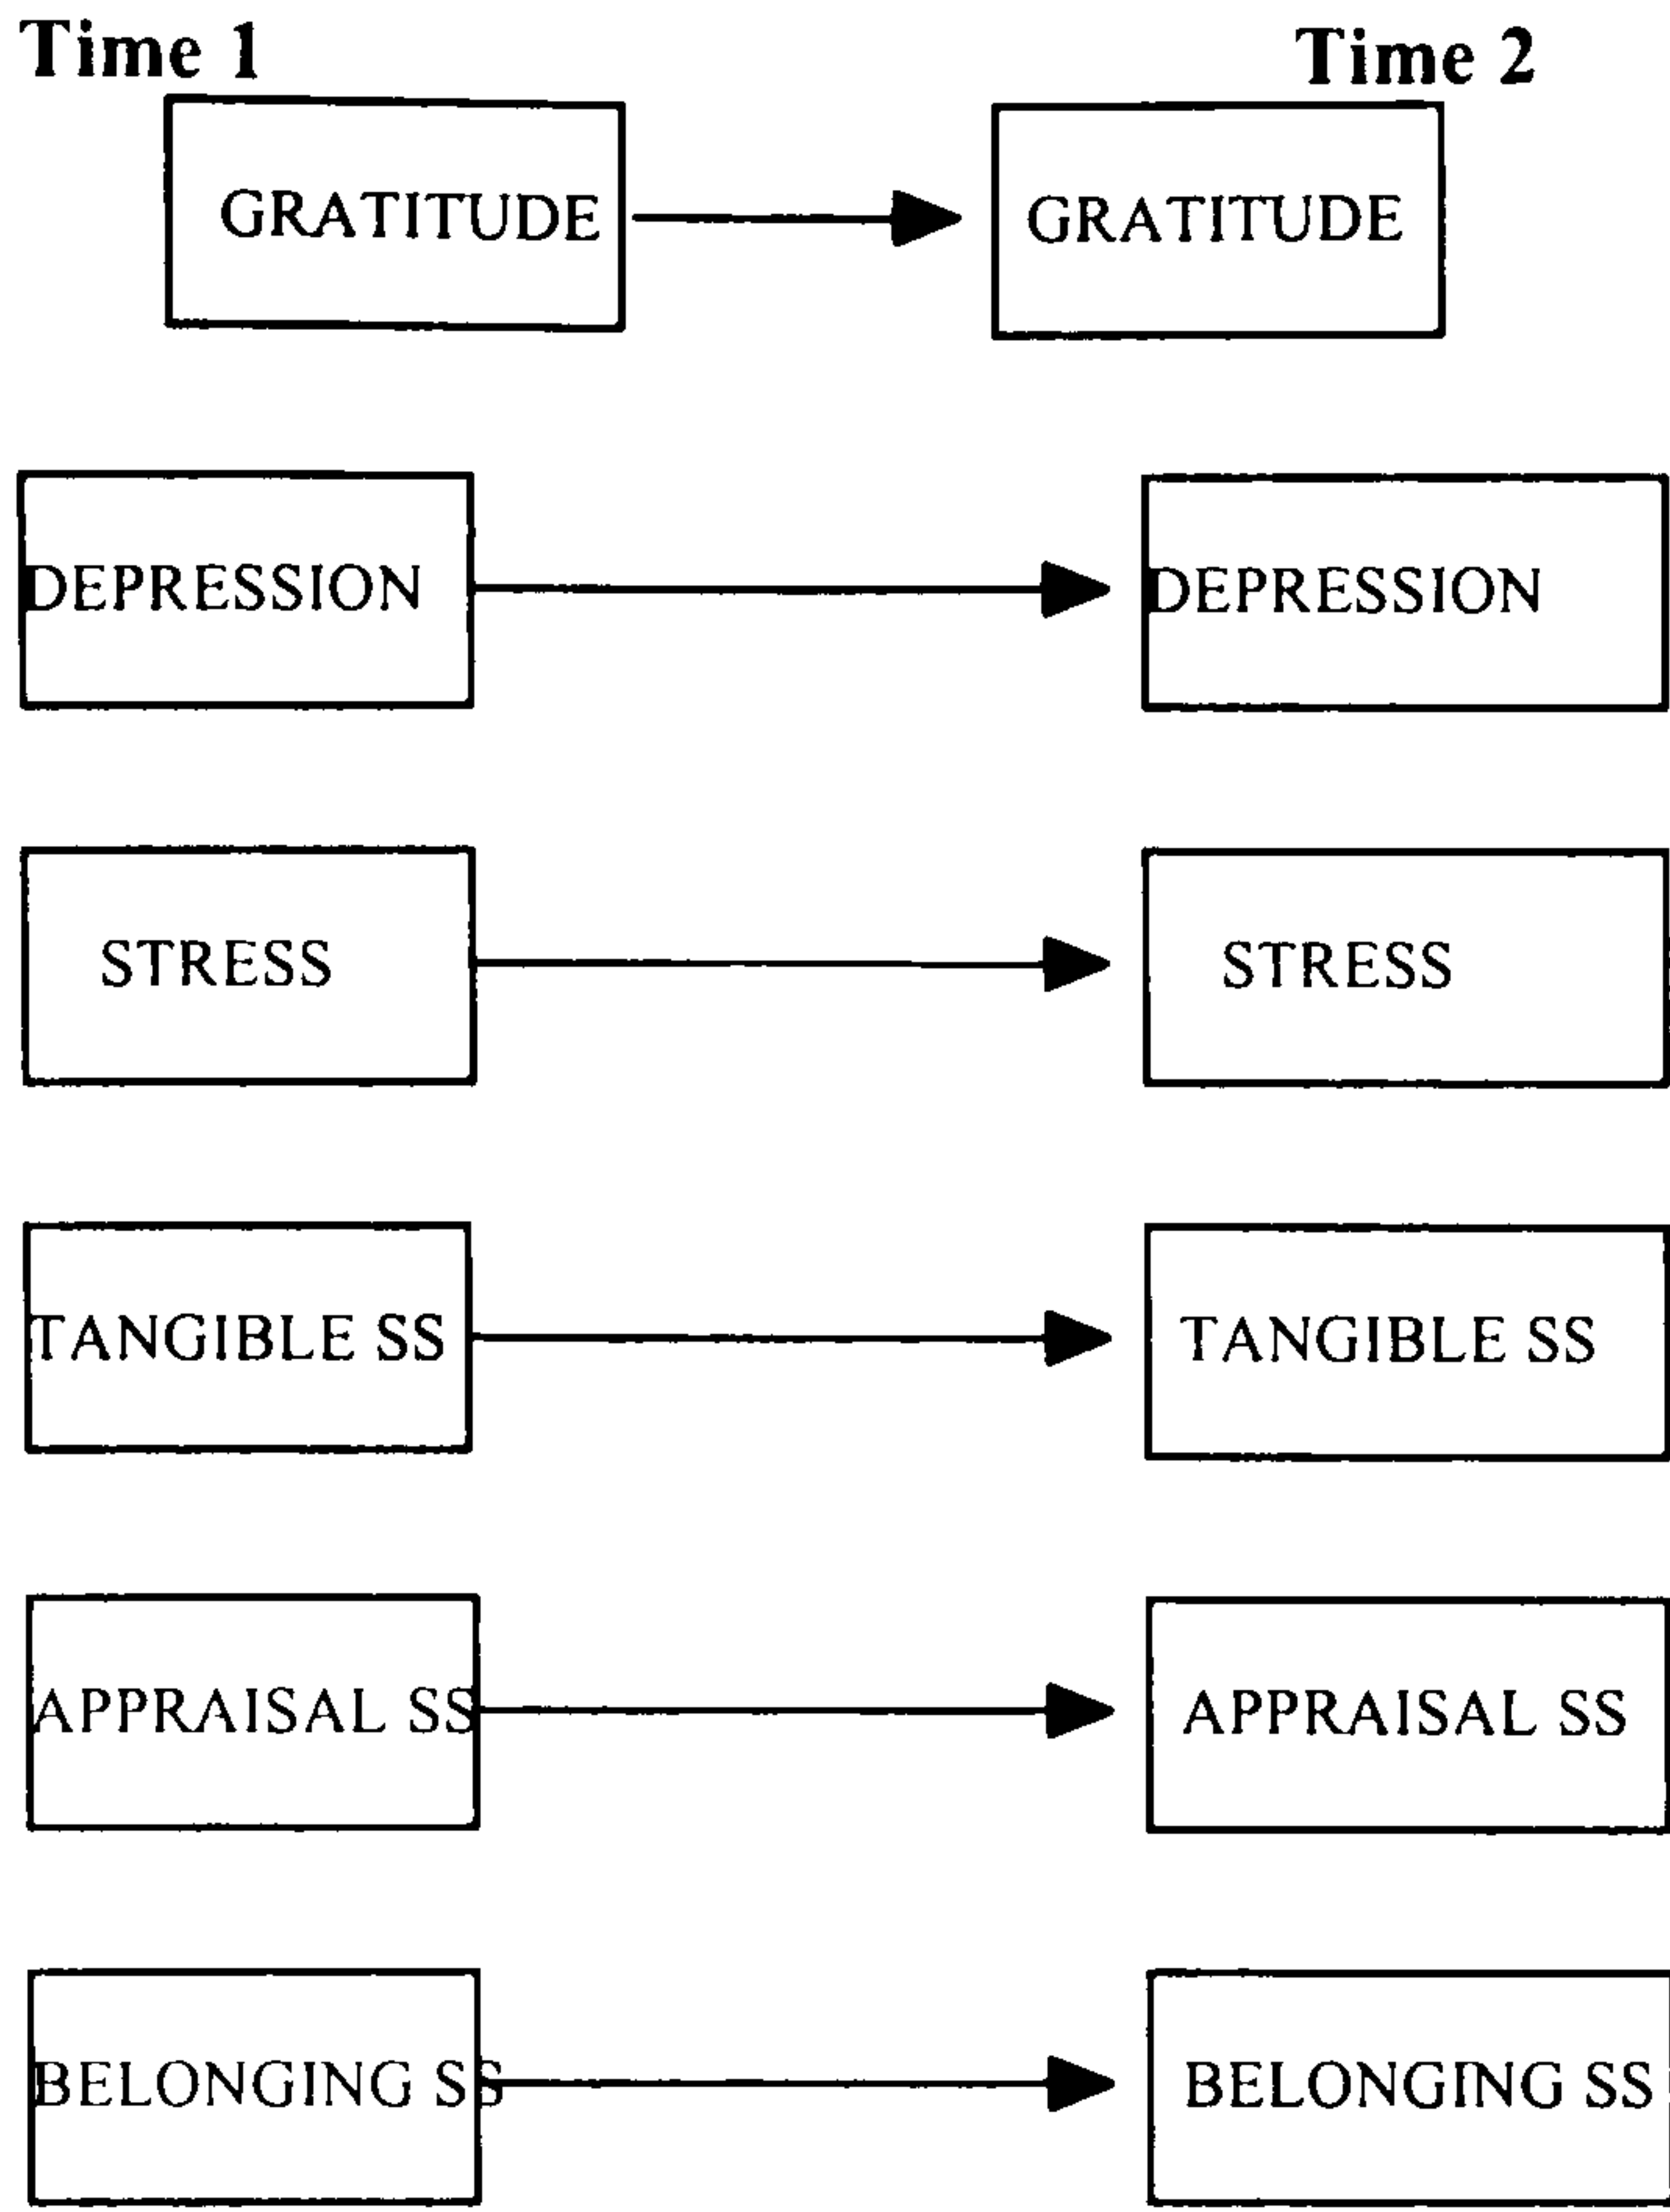 Time 1 Time 2
GRATITUDE GRATITUDE
DEPRESSION DEPRESSION
STRESS STRESS
TANGIBLE SS TANGIBLE SS
APPRAISAL SS APPRAISAL SS
BELONGING SS BELONGING SS